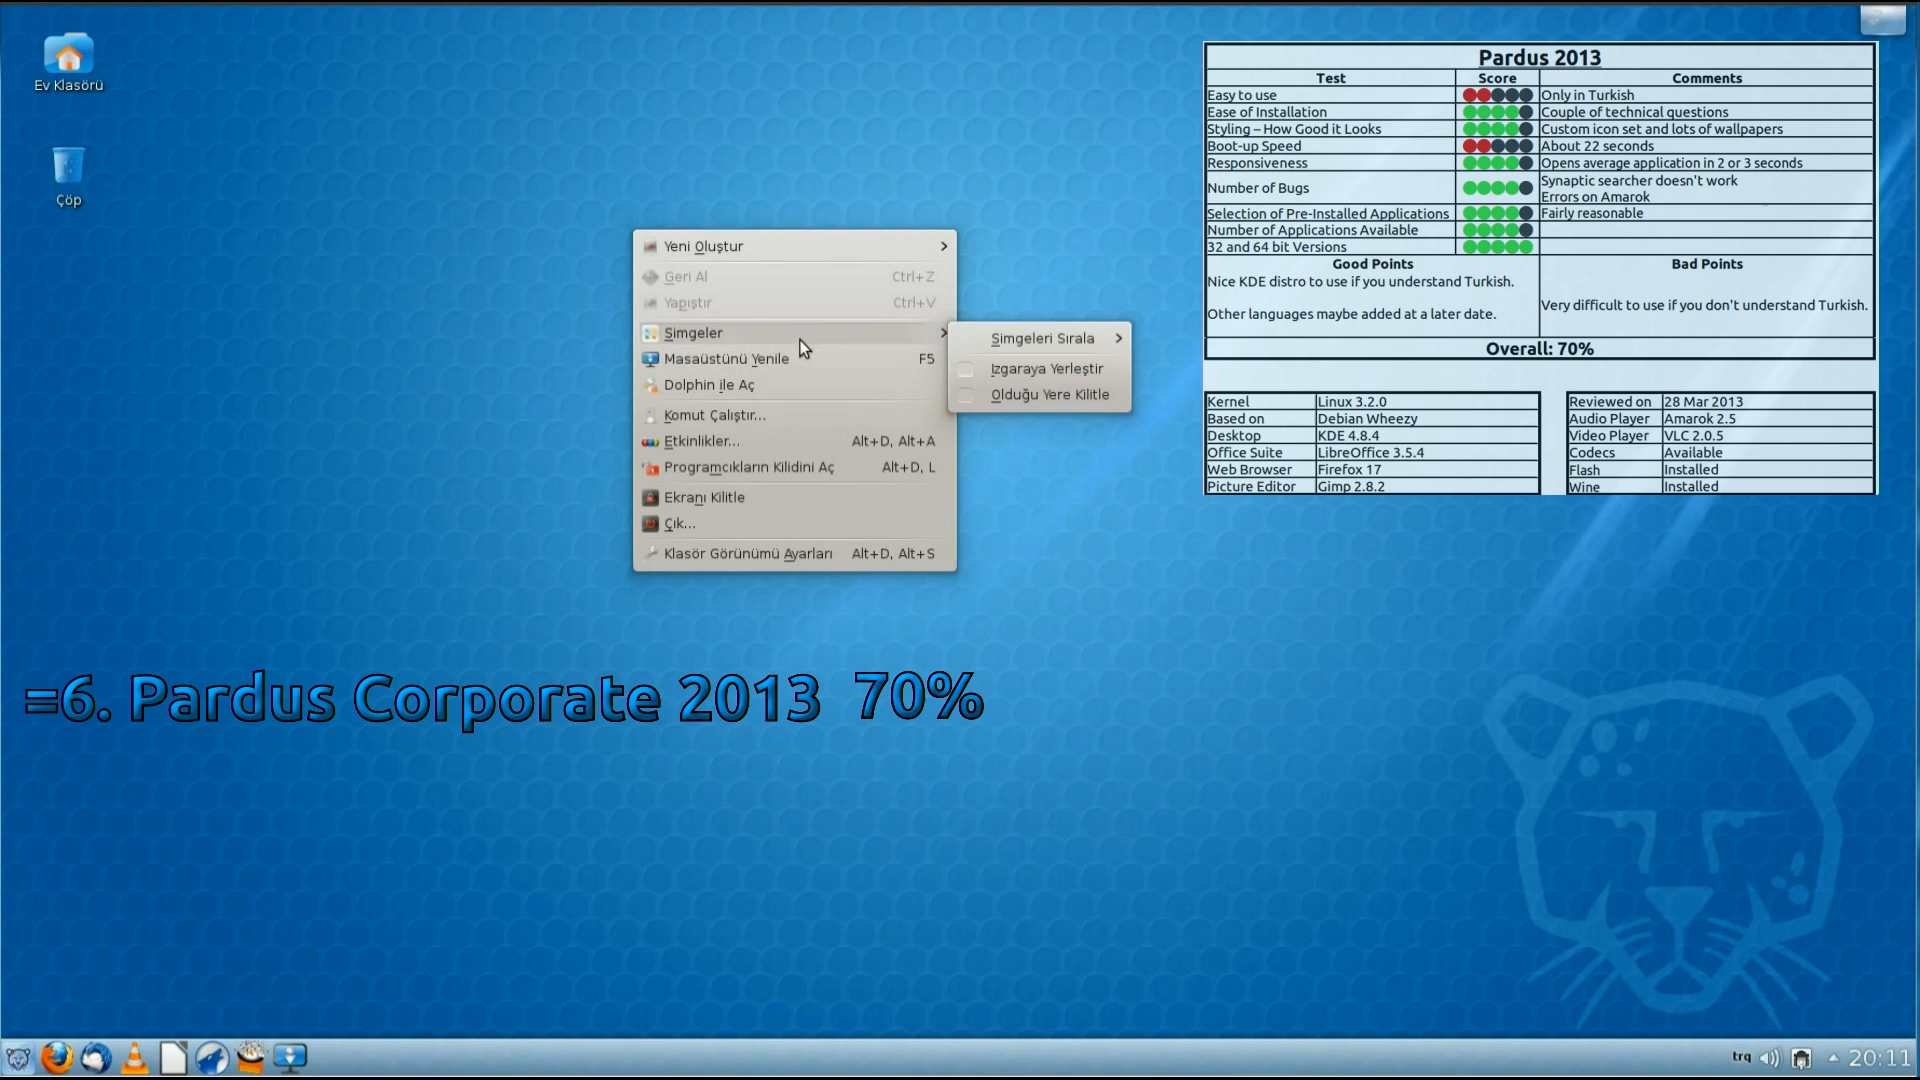 Ev Klasörü
Çöp
Yeni Oluştur
Geri Al Ctrl+Z
Yapıştır Ctrl+V
Simgeler
Masaüstünü Yenile F5
Dolphin ile Aç
Komut Çalıştır...
Etkinlikler... Alt+D, Alt+A
Programcıkların Kilidini Aç Alt+D, L
Ekranı Kilitle
Çık...
Klasör Görünümü Ayarları Alt+D, Alt+S
Simgeleri Sırala
Izgaraya Yerleştir
Olduğu Yere Kilitle
Pardus 2013
Test Score Comments
Easy to use Only in Turkish
Ease of Installation Couple of technical questions
Styling – How Good it Looks Custom icon set and lots of wallpapers
Boot-up Speed About 22 seconds
Responsiveness Opens average application in 2 or 3 seconds
Number of Bugs Synaptic searcher doesn't work
Errors on Amarok
Selection of Pre-Installed Applications Fairly reasonable
Number of Applications Available
32 and 64 bit Versions
Good Points Bad Points
Nice KDE distro to use if you understand Turkish.
Other languages maybe added at a later date.
Very difficult to use if you don't understand Turkish.
Overall: 70%
Kernel Linux 3.2.0
Based on Debian Wheezy
Desktop KDE 4.8.4
Office Suite LibreOffice 3.5.4
Web Browser Firefox 17
Picture Editor Gimp 2.8.2
Reviewed on 28 Mar 2013
Audio Player Amarok 2.5
Video Player VLC 2.0.5
Codecs Available
Flash Installed
Wine Installed
=6. Pardus Corporate 2013 70%
trq 20:11